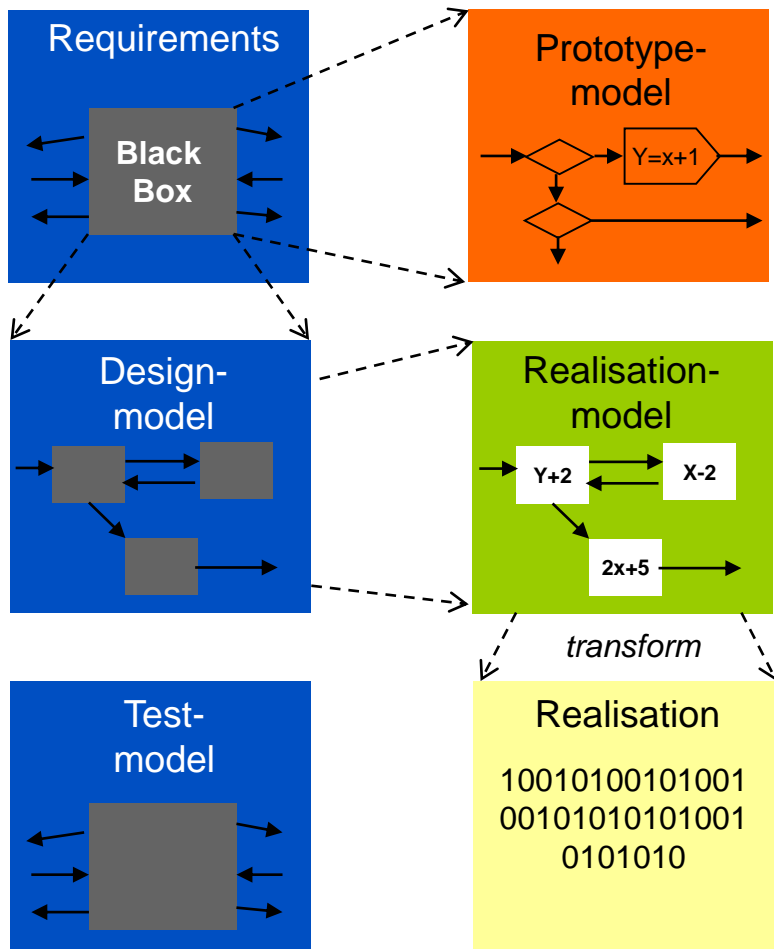 Requirements
Black
Box
Prototype-
model
Y=x+1
Design-
model
Realisation-
model
Y+2
X-2
2x+5
transform
Test-
model
Realisation
10010100101001
00101010101001
0101010